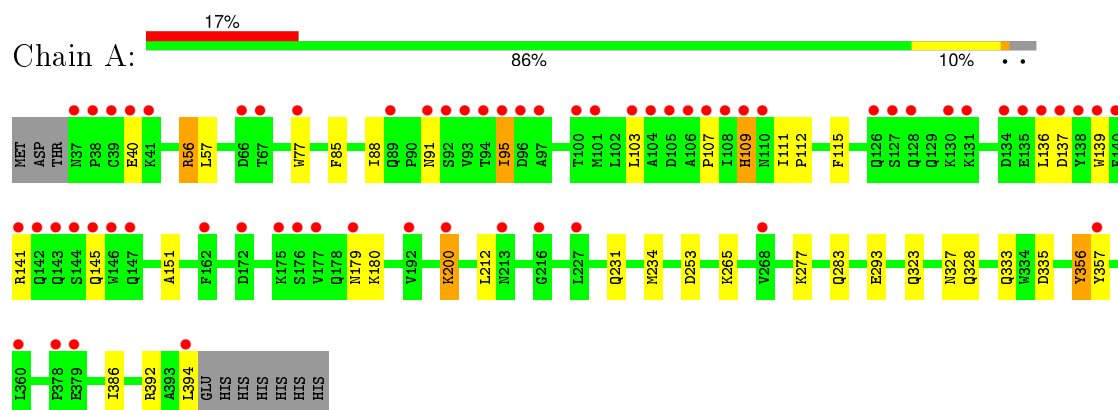 17%
Chain A:
86% 10% • •
MET ASP THR N37 P38 C39 E40 K41 R56 L57 D66 T67 W77 F85 I88 Q89 P90 N91 S92 V93 T94 I95 D96 A97 T100 M101 L102 L103 A104 D105 A106 P107 I108 H109 N110 I111 P112 F115 Q126 S127 Q128 Q129 K130 K131 D134 E135 L136 D137 Y138 W139 E140
R141 Q142 Q143 S144 Q145 W146 Q147 A151 F162 D172 K175 S176 V177 Q178 N179 K180 V192 K200 L212 N213 G216 L227 Q231 M234 D253 K265 V268 K277 Q283 E293 Q323 N327 Q328 Q333 W334 D335 Y356 Y357
L360 P378 E379 I386 R392 A393 L394 GLU HIS HIS HIS HIS HIS HIS